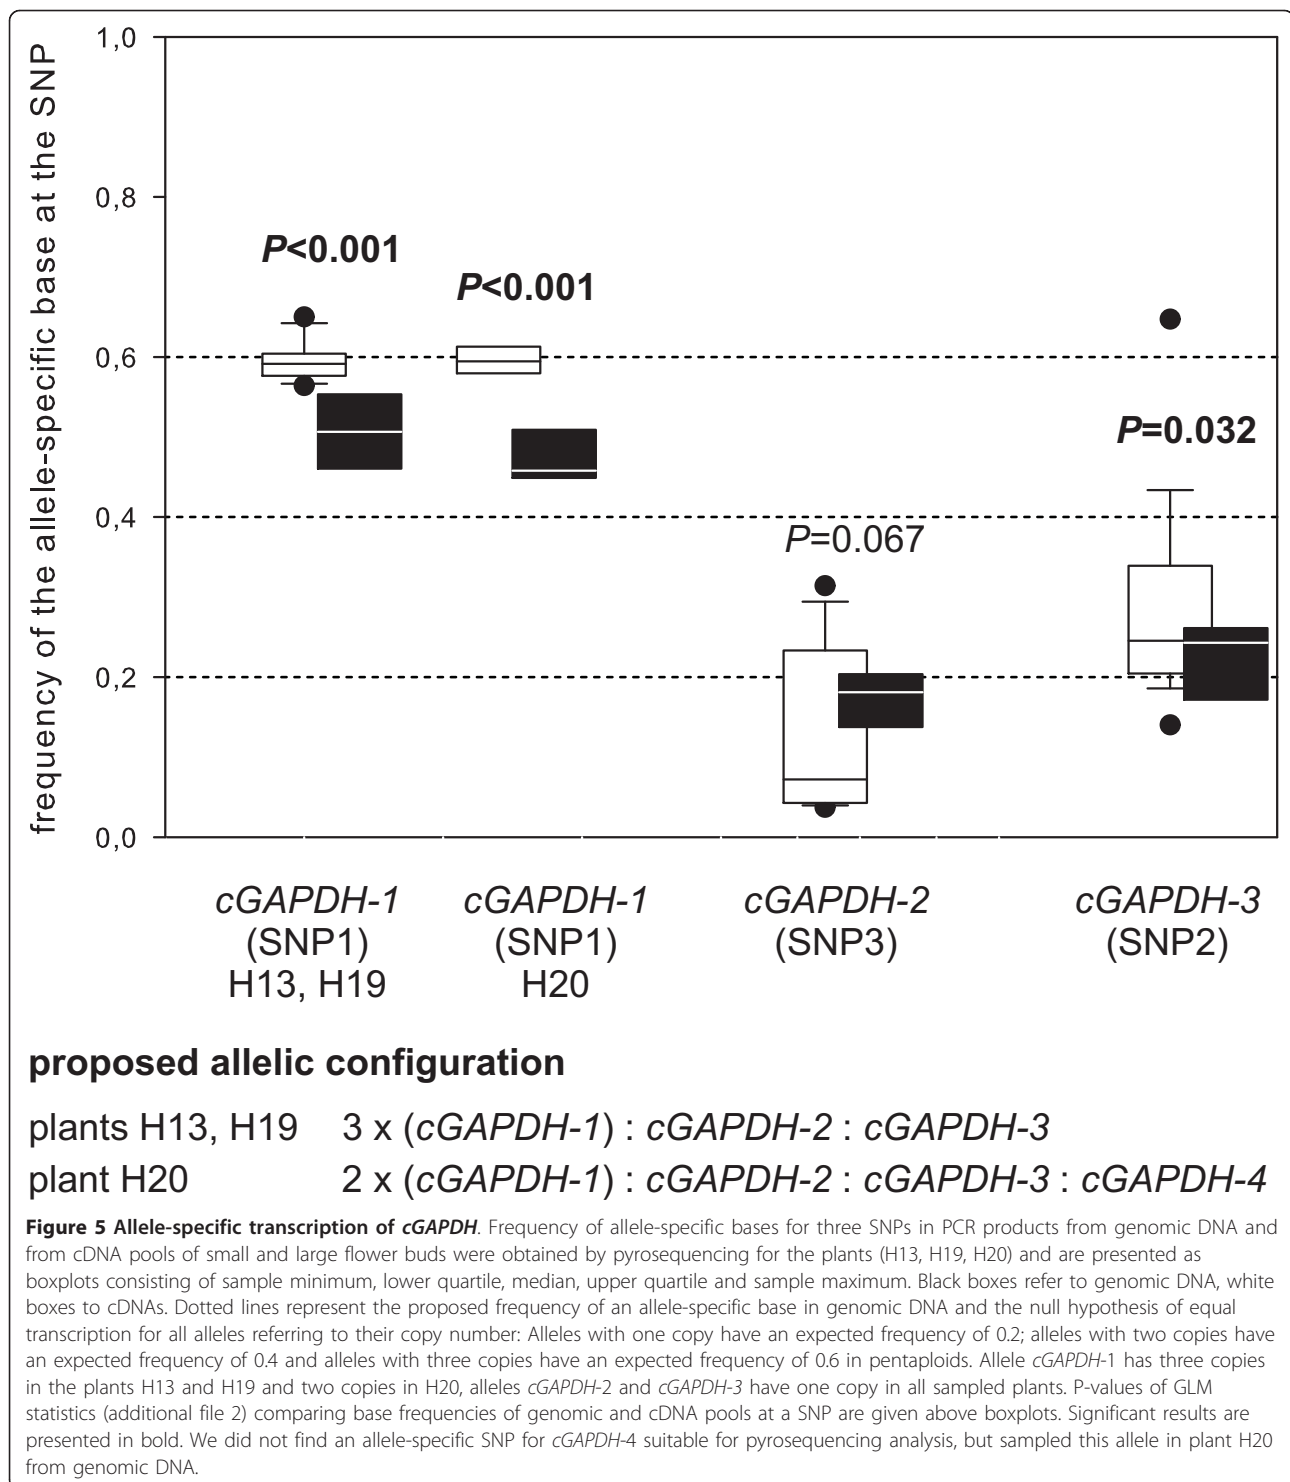 frequency of the allele-specific base at the SNP
1,0
0,8
0,6
0,4
0,2
0,0
P<0.001
P<0.001
P=0.067
P=0.032
cGAPDH-1
(SNP1)
H13, H19
cGAPDH-1
(SNP1)
H20
cGAPDH-2
(SNP3)
cGAPDH-3
(SNP2)
proposed allelic configuration
plants H13, H19 3 x (cGAPDH-1) : cGAPDH-2 : cGAPDH-3
plant H20 2 x (cGAPDH-1) : cGAPDH-2 : cGAPDH-3 : cGAPDH-4
Figure 5 Allele-specific transcription of cGAPDH. Frequency of allele-specific bases for three SNPs in PCR products from genomic DNA and
from cDNA pools of small and large flower buds were obtained by pyrosequencing for the plants (H13, H19, H20) and are presented as
boxplots consisting of sample minimum, lower quartile, median, upper quartile and sample maximum. Black boxes refer to genomic DNA, white
boxes to cDNAs. Dotted lines represent the proposed frequency of an allele-specific base in genomic DNA and the null hypothesis of equal
transcription for all alleles referring to their copy number: Alleles with one copy have an expected frequency of 0.2; alleles with two copies have
an expected frequency of 0.4 and alleles with three copies have an expected frequency of 0.6 in pentaploids. Allele cGAPDH-1 has three copies
in the plants H13 and H19 and two copies in H20, alleles cGAPDH-2 and cGAPDH-3 have one copy in all sampled plants. P-values of GLM
statistics (additional file 2) comparing base frequencies of genomic and cDNA pools at a SNP are given above boxplots. Significant results are
presented in bold. We did not find an allele-specific SNP for cGAPDH-4 suitable for pyrosequencing analysis, but sampled this allele in plant H20
from genomic DNA.